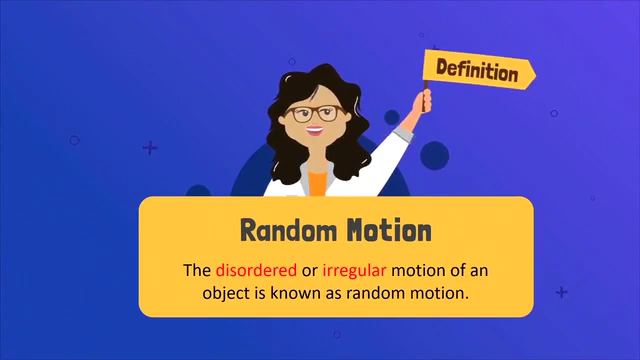 Definition
Random Motion
The disordered or irregular motion of an
object is known as random motion.